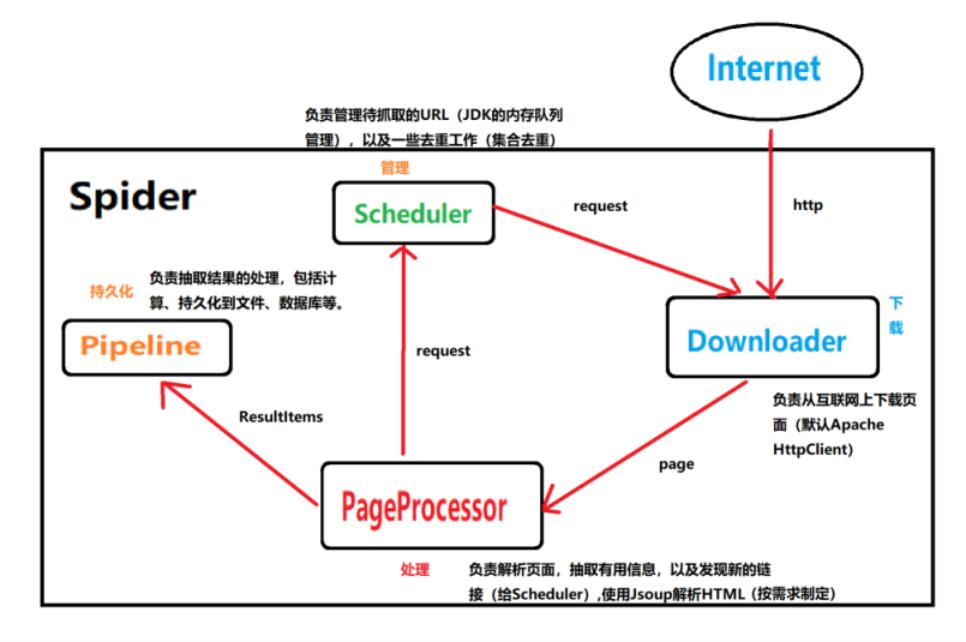 Internet
负责管理待抓取的URL（JDK的内存队列
管理），以及一些去重工作（集合去重）
管理
Spider
Scheduler
request
http
持久化
负责抽取结果的处理，包括计
算、持久化到文件、数据库等。
下
载
Pipeline
request
Downloader
ResultItems
负责从互联网上下载页
面（默认Apache
HttpClient）
page
PageProcessor
处理
负责解析页面，抽取有用信息，以及发现新的链
接（给Scheduler）,使用Jsoup解析HTML（按需求制定）